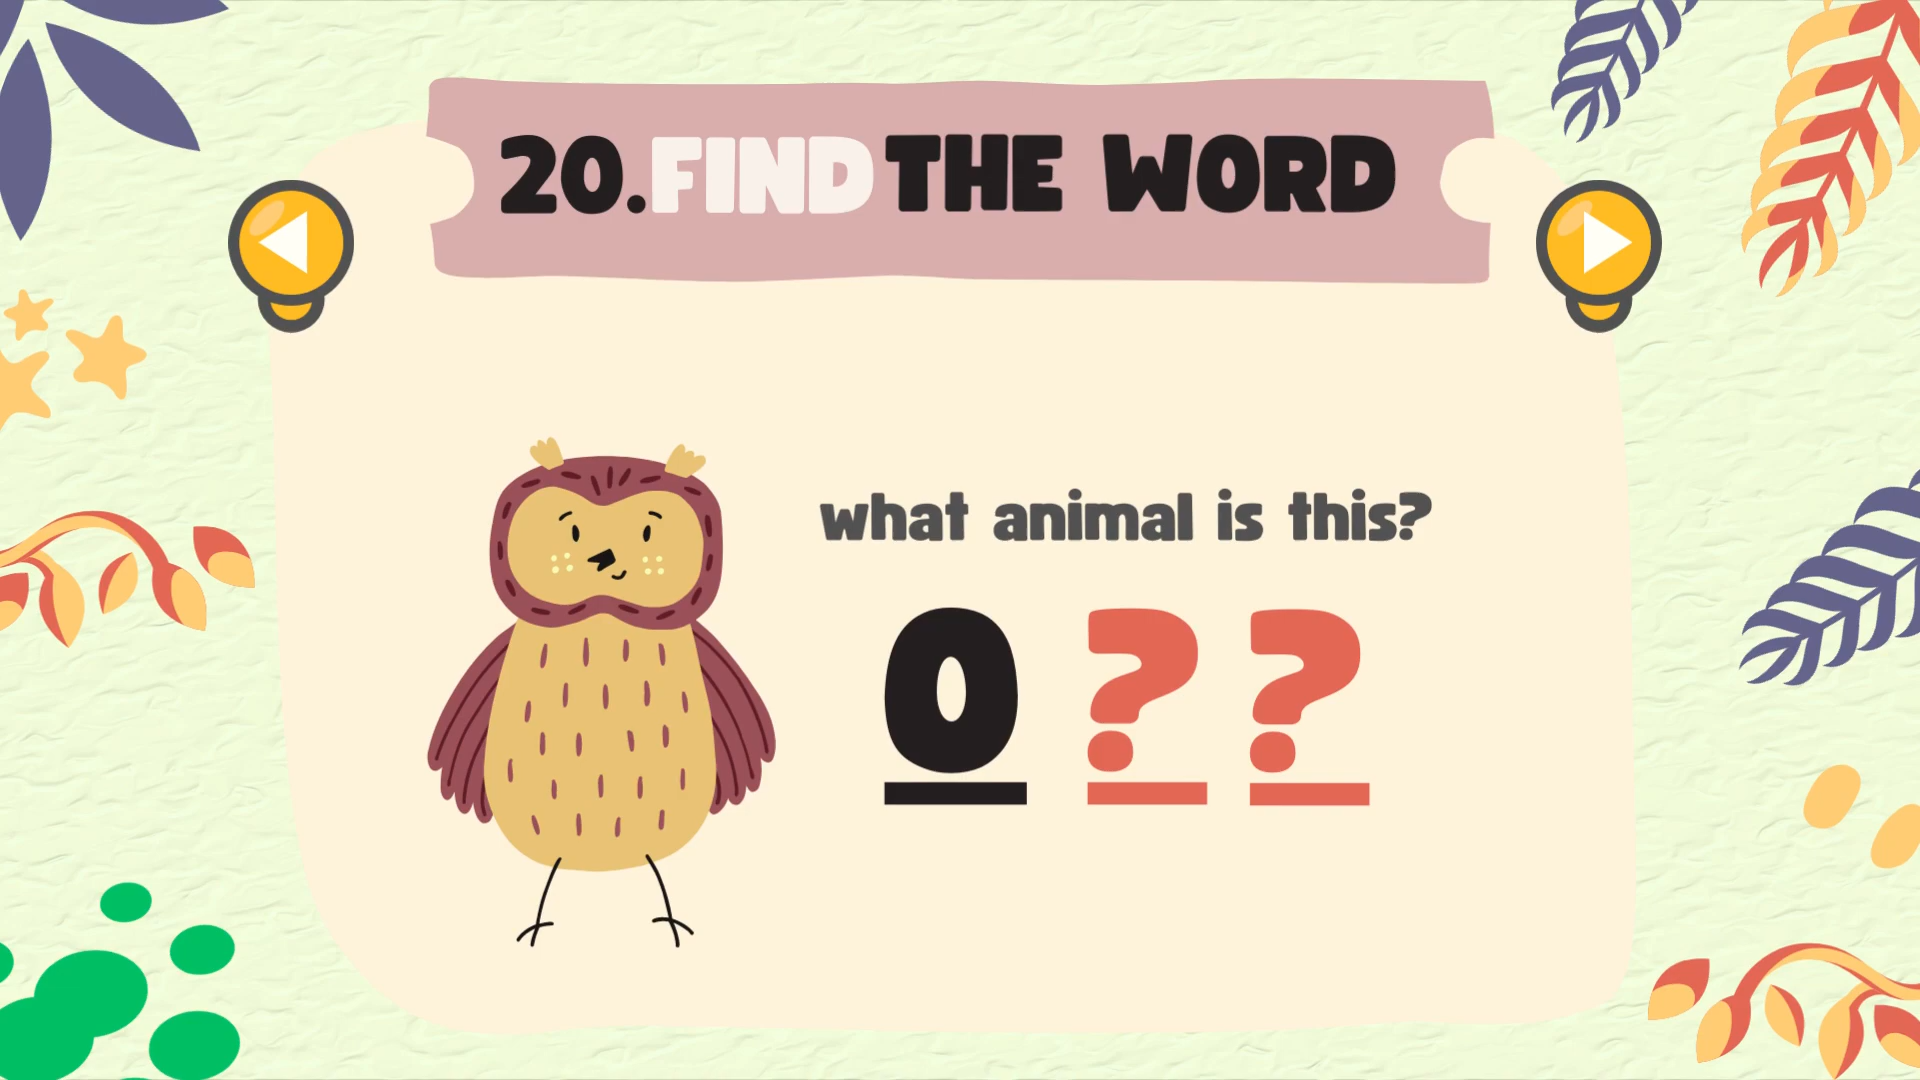 20.FIND THE WORD
what animal is this?
O ? ?